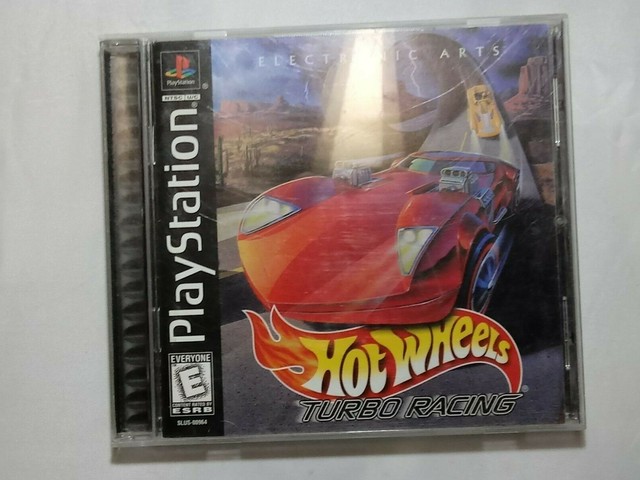 PlayStation
NTSC U/C
PlayStation
ELECTRONIC ARTS
HOT WHEELS
TURBO RACING
EVERYONE
E
CONTENT RATED BY
ESRB
SLUS-00964